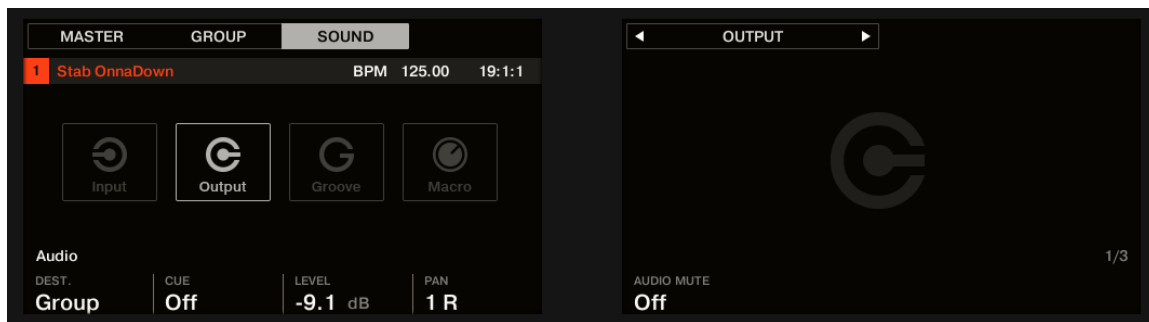 MASTER GROUP SOUND
1 Stab OnnaDown BPM 125.00 19:1:1
Input Output Groove Macro
Audio
DEST. CUE LEVEL PAN
Group Off -9.1 dB 1 R
OUTPUT
1/3
AUDIO MUTE
Off